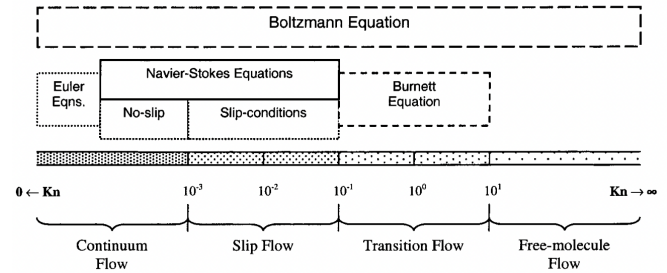 Boltzmann Equation
Euler
Eqns.
Navier-Stokes Equations
No-slip
Slip-conditions
Burnett
Equation
0 ← Kn
10⁻³
10⁻²
10⁻¹
10⁰
10¹
Kn → ∞
Continuum
Flow
Slip Flow
Transition Flow
Free-molecule
Flow